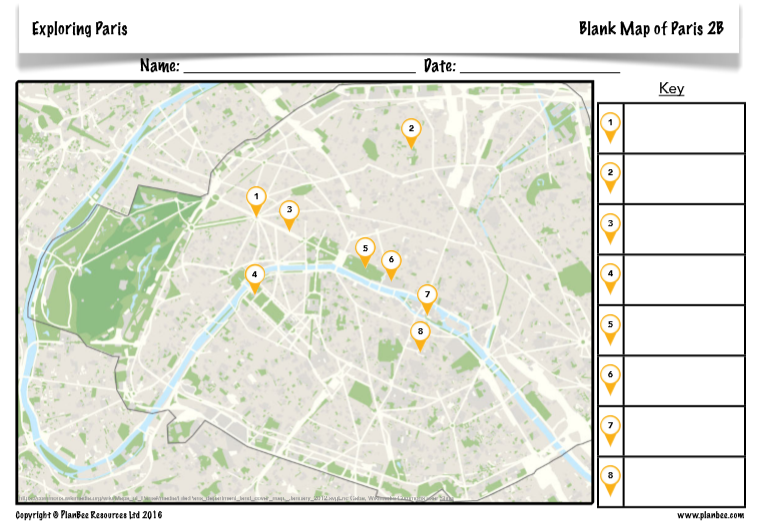 Exploring Paris
Blank Map of Paris 2B
Name:
Date:
Key
1
2
3
4
5
6
7
8
2
1
3
5
6
4
7
8
Copyright © PlanBee Resources Ltd 2016
www.planbee.com